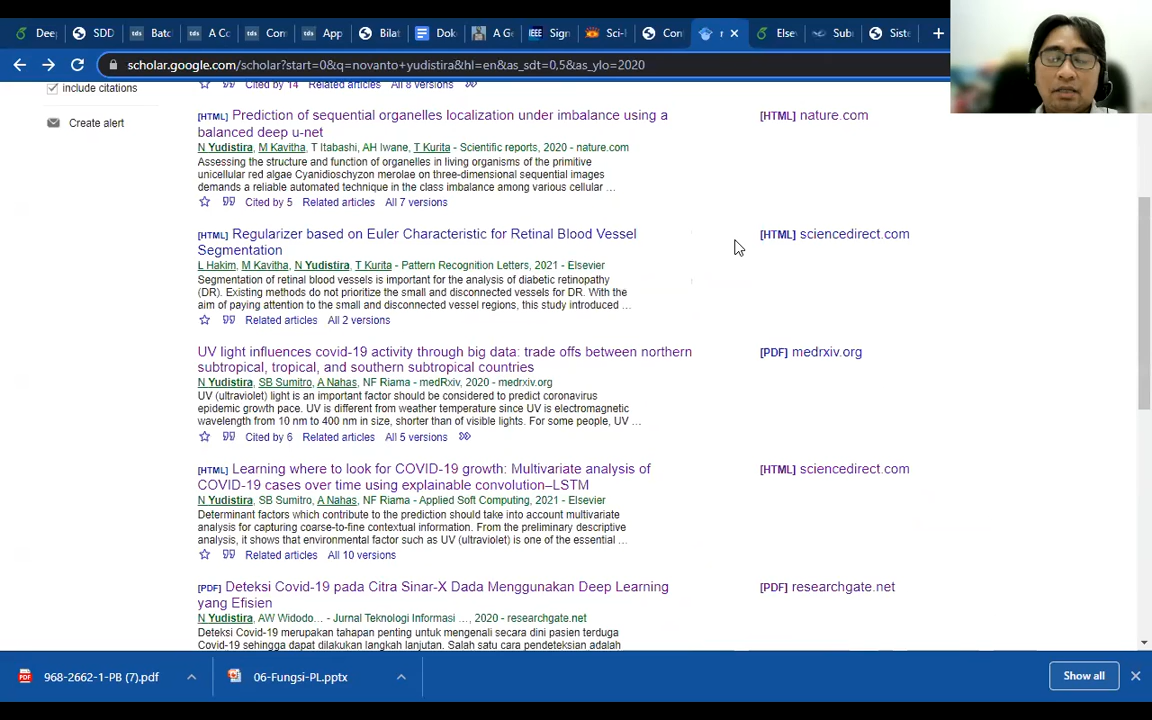 Deep
SDD
Batc
A Co
Con
App
Bilat
Dok
A Ge
Sign
Sci-
Con
Else
Sub
Siste
scholar.google.com/scholar?start=0&q=novanto+yudistira&hl=en&as_sdt=0,5&as_ylo=2020
include citations
Create alert
Cited by 14 Related articles All 8 versions
[HTML] Prediction of sequential organelles localization under imbalance using a
balanced deep u-net
[HTML] nature.com
N Yudistira, M Kavitha, T Itabashi, AH Iwane, T Kurita - Scientific reports, 2020 - nature.com
Assessing the structure and function of organelles in living organisms of the primitive
unicellular red algae Cyanidioschyzon merolae on three-dimensional sequential images
demands a reliable automated technique in the class imbalance among various cellular ...
Cited by 5 Related articles All 7 versions
[HTML] Regularizer based on Euler Characteristic for Retinal Blood Vessel
Segmentation
[HTML] sciencedirect.com
L Hakim, M Kavitha, N Yudistira, T Kurita - Pattern Recognition Letters, 2021 - Elsevier
Segmentation of retinal blood vessels is important for the analysis of diabetic retinopathy
(DR). Existing methods do not prioritize the small and disconnected vessels for DR. With the
aim of paying attention to the small and disconnected vessel regions, this study introduced ...
Related articles All 2 versions
UV light influences covid-19 activity through big data: trade offs between northern
subtropical, tropical, and southern subtropical countries
[PDF] medrxiv.org
N Yudistira, SB Sumitro, A Nahas, NF Riama - medRxiv, 2020 - medrxiv.org
UV (ultraviolet) light is an important factor should be considered to predict coronavirus
epidemic growth pace. UV is different from weather temperature since UV is electromagnetic
wavelength from 10 nm to 400 nm in size, shorter than of visible lights. For some people, UV ...
Cited by 6 Related articles All 5 versions
[HTML] Learning where to look for COVID-19 growth: Multivariate analysis of
COVID-19 cases over time using explainable convolution–LSTM
[HTML] sciencedirect.com
N Yudistira, SB Sumitro, A Nahas, NF Riama - Applied Soft Computing, 2021 - Elsevier
Determinant factors which contribute to the prediction should take into account multivariate
analysis for capturing coarse-to-fine contextual information. From the preliminary descriptive
analysis, it shows that environmental factor such as UV (ultraviolet) is one of the essential ...
Related articles All 10 versions
[PDF] Deteksi Covid-19 pada Citra Sinar-X Dada Menggunakan Deep Learning
yang Efisien
[PDF] researchgate.net
N Yudistira, AW Widodo... - Jurnal Teknologi Informasi ..., 2020 - researchgate.net
Deteksi Covid-19 merupakan tahapan penting untuk mengenali secara dini pasien terduga
Covid-19 sehingga dapat dilakukan langkah lanjutan. Salah satu cara pendeteksian adalah
968-2662-1-PB (7).pdf
06-Fungsi-PL.pptx
Show all